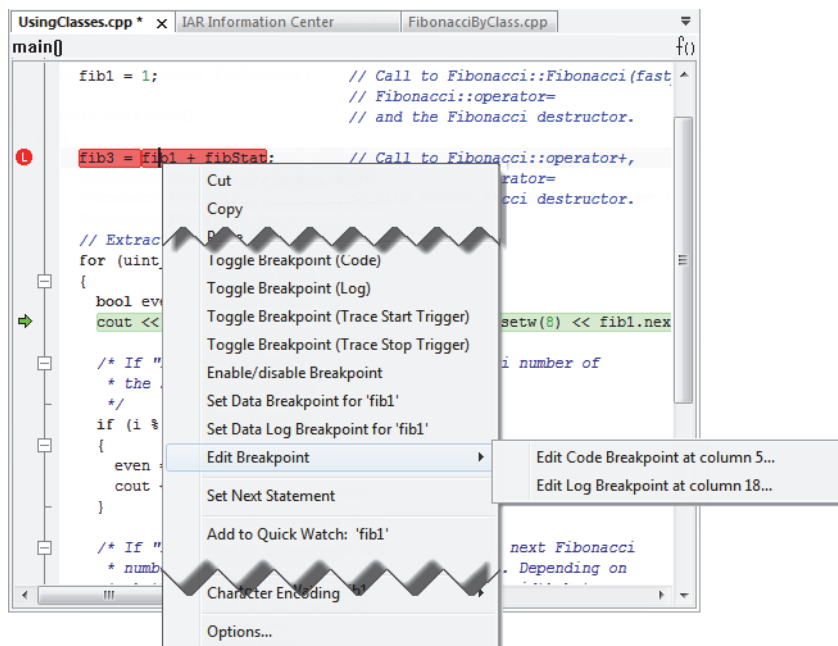 UsingClasses.cpp * x IAR Information Center FibonacciByClass.cpp
main() f()
fib1 = 1; // Call to Fibonacci::Fibonacci(fast
// Fibonacci::operator=
// and the Fibonacci destructor.
L fib3 = fib1 + fibStat; // Call to Fibonacci::operator+,
Cut rator=
Copy cci destructor.
// Extrac
Toggle Breakpoint (Code)
for (uint
{ Toggle Breakpoint (Log)
bool eve
cout << Toggle Breakpoint (Trace Start Trigger) setw(8) << fib1.nex
Toggle Breakpoint (Trace Stop Trigger)
/* If " Enable/disable Breakpoint i number of
* the
*/ Set Data Breakpoint for 'fib1'
if (i % Set Data Log Breakpoint for 'fib1'
{ Edit Breakpoint Edit Code Breakpoint at column 5...
even = Edit Log Breakpoint at column 18...
cout Set Next Statement
}
Add to Quick Watch: 'fib1'
/* If " next Fibonacci
* numb . Depending on
Character Encoding
Options...